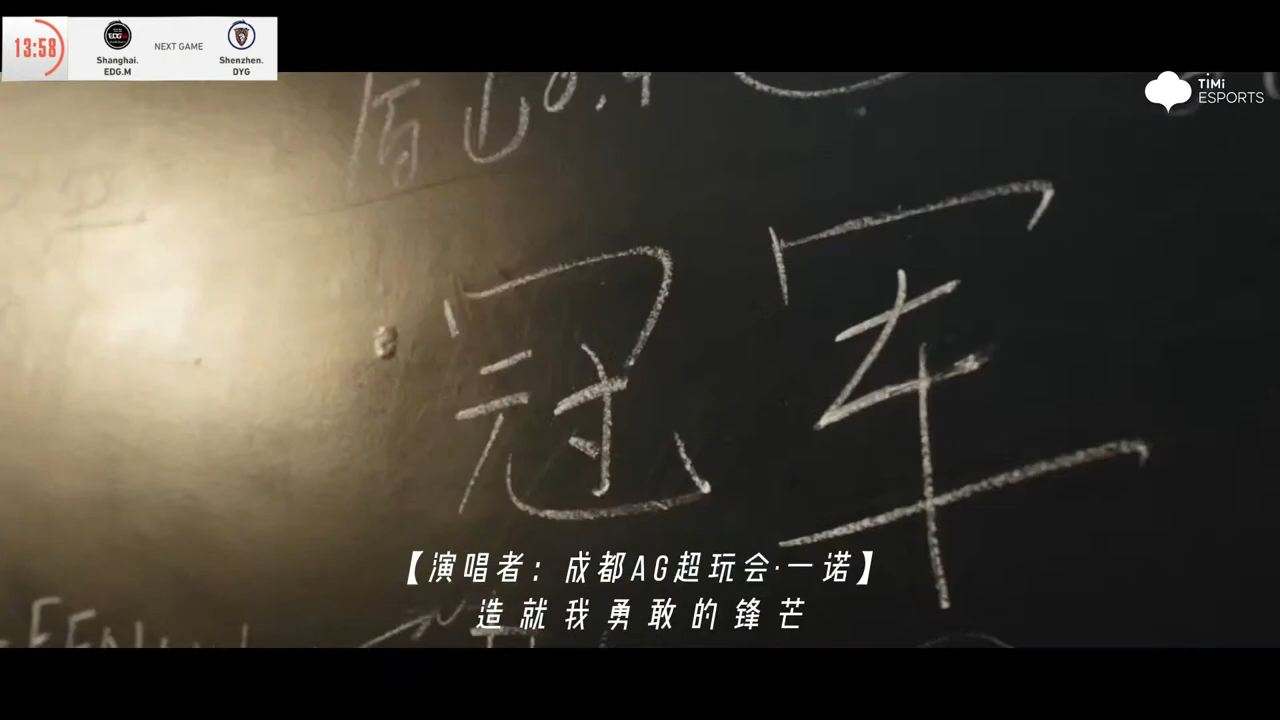 13:58
EDG.M
Shanghai.
EDG.M
NEXT GAME
Shenzhen.
DYG
TiMi
ESPORTS
冠军
【演唱者：成都AG超玩会·一诺】
造就我勇敢的锋芒